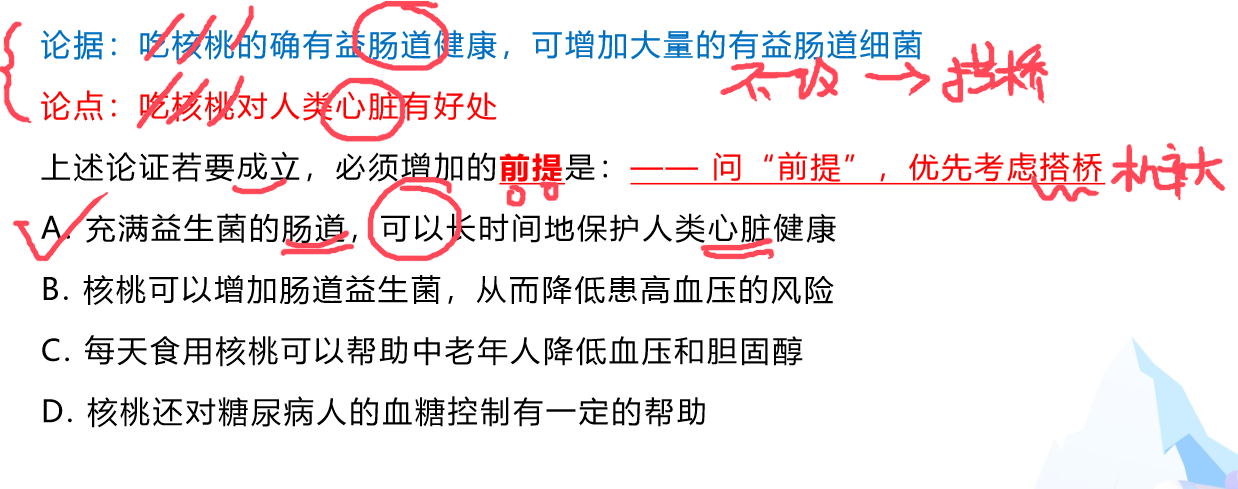 论据：吃核桃的确有益肠道健康，可增加大量的有益肠道细菌
不没 → 搭桥
论点：吃核桃对人类心脏有好处
上述论证若要成立，必须增加的前提是：—— 问“前提”，优先考虑搭桥 机率大
A. 充满益生菌的肠道，可以长时间地保护人类心脏健康
B. 核桃可以增加肠道益生菌，从而降低患高血压的风险
C. 每天食用核桃可以帮助中老年人降低血压和胆固醇
D. 核桃还对糖尿病人的血糖控制有一定的帮助